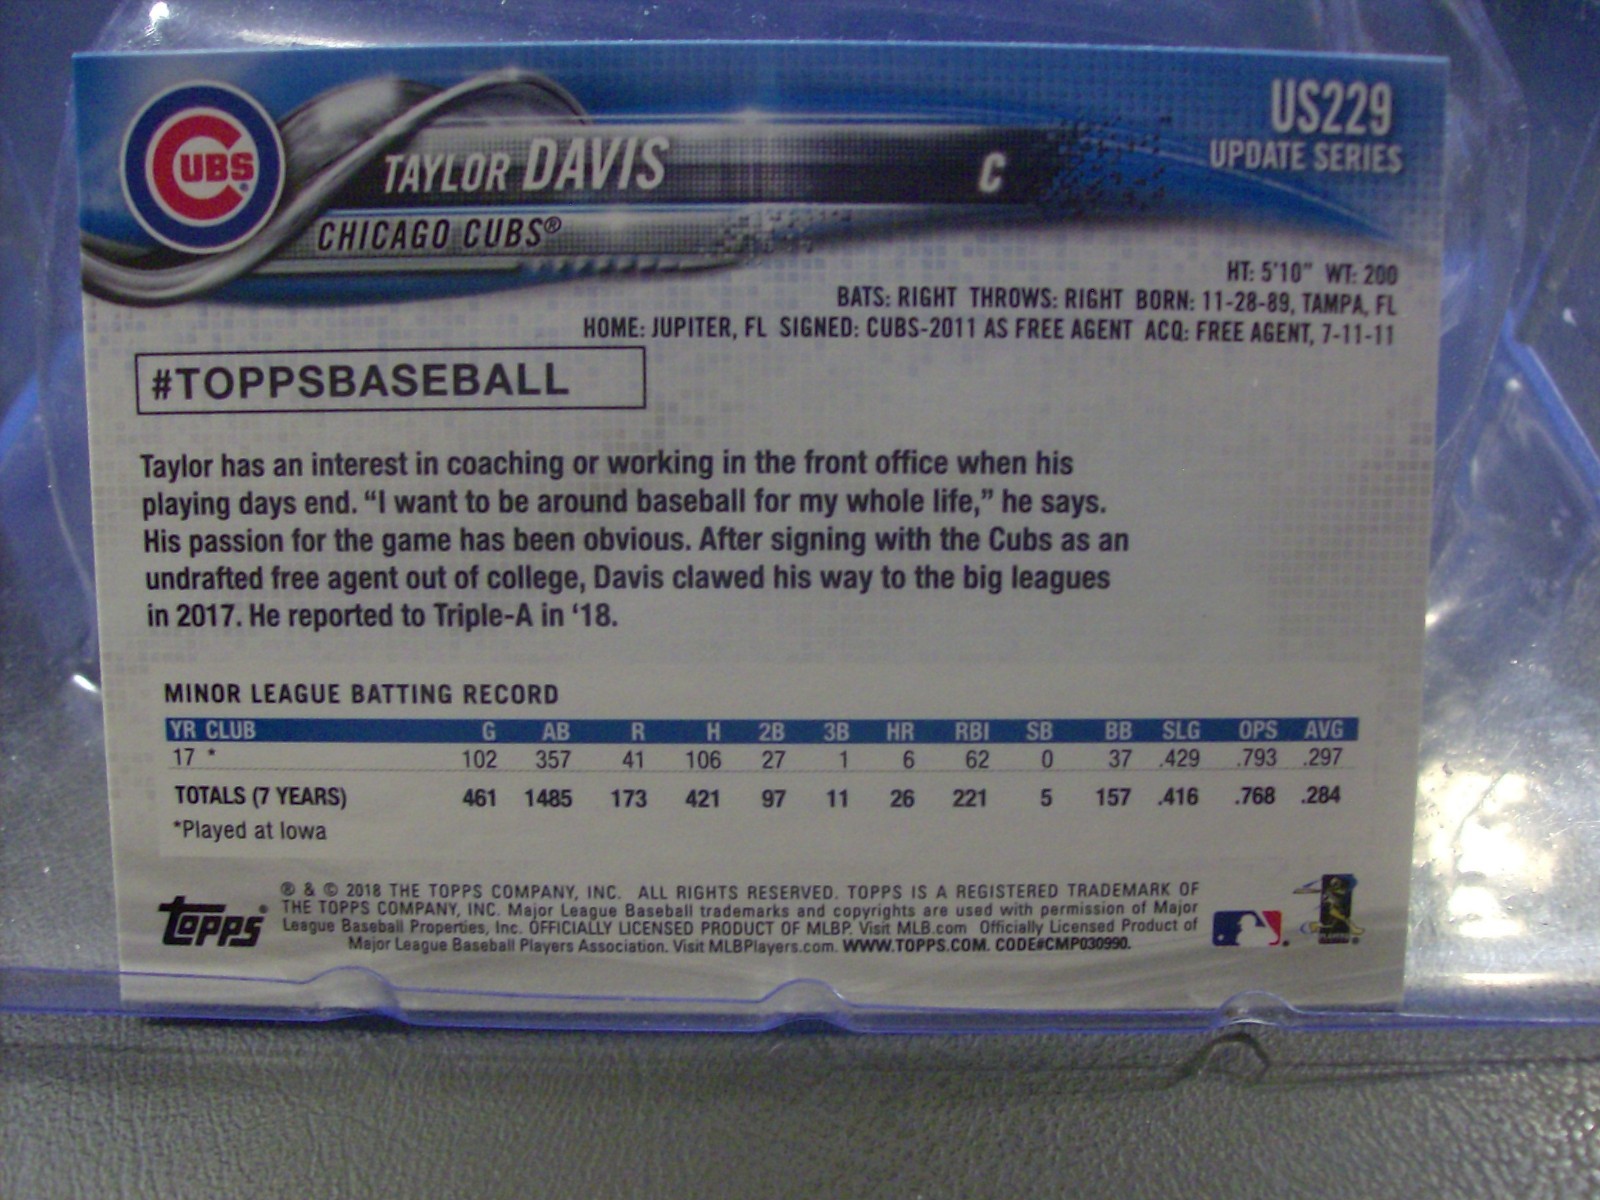 CUBS®
TAYLOR DAVIS
C
US229
UPDATE SERIES
CHICAGO CUBS®
HT: 5'10" WT: 200
BATS: RIGHT THROWS: RIGHT BORN: 11-28-89, TAMPA, FL
HOME: JUPITER, FL SIGNED: CUBS-2011 AS FREE AGENT ACQ: FREE AGENT, 7-11-11
#TOPPSBASEBALL
Taylor has an interest in coaching or working in the front office when his
playing days end. “I want to be around baseball for my whole life,” he says.
His passion for the game has been obvious. After signing with the Cubs as an
undrafted free agent out of college, Davis clawed his way to the big leagues
in 2017. He reported to Triple-A in ‘18.
MINOR LEAGUE BATTING RECORD
YR CLUB G AB R H 2B 3B HR RBI SB BB SLG OPS AVG
17 * 102 357 41 106 27 1 6 62 0 37 .429 .793 .297
TOTALS (7 YEARS) 461 1485 173 421 97 11 26 221 5 157 .416 .768 .284
*Played at Iowa
Topps®
® & © 2018 THE TOPPS COMPANY, INC. ALL RIGHTS RESERVED. TOPPS IS A REGISTERED TRADEMARK OF
THE TOPPS COMPANY, INC. Major League Baseball trademarks and copyrights are used with permission of Major
League Baseball Properties, Inc. OFFICIALLY LICENSED PRODUCT OF MLBP. Visit MLB.com Officially Licensed Product of
Major League Baseball Players Association. Visit MLBPlayers.com. WWW.TOPPS.COM. CODE#CMP030990.